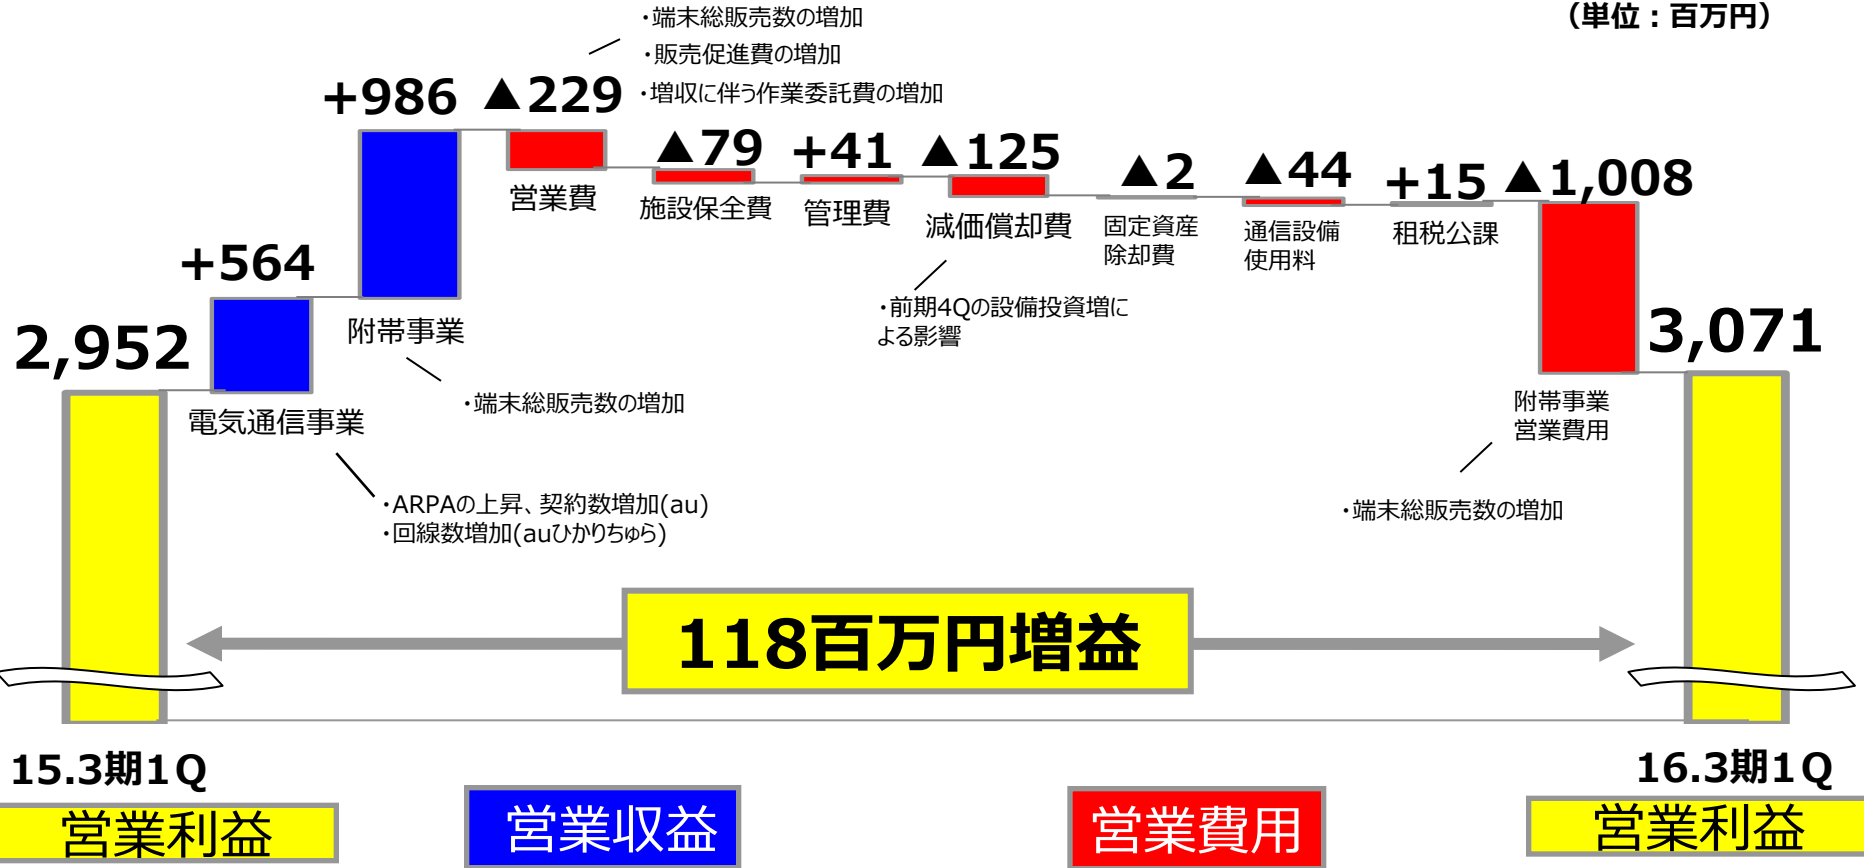 (単位：百万円)
・端末総販売数の増加
・販売促進費の増加
・増収に伴う作業委託費の増加
+986
▲229
▲79
+41
▲125
▲2
▲44
+15
▲1,008
営業費
施設保全費
管理費
減価償却費
固定資産
除却費
通信設備
使用料
租税公課
+564
・前期4Qの設備投資増に
よる影響
2,952
附帯事業
3,071
・端末総販売数の増加
電気通信事業
附帯事業
営業費用
・ARPAの上昇、契約数増加(au)
・回線数増加(auひかりちゅら)
・端末総販売数の増加
118百万円増益
15.3期1Q
16.3期1Q
営業利益
営業収益
営業費用
営業利益